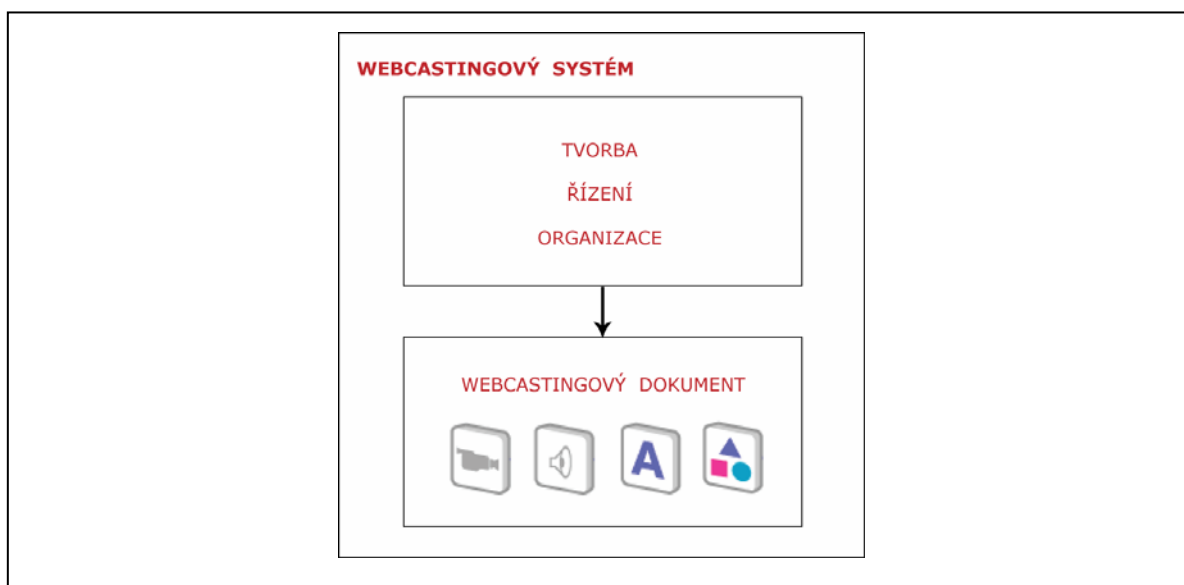 WEBCASTINGOVÝ SYSTÉM
TVORBA
ŘÍZENÍ
ORGANIZACE
WEBCASTINGOVÝ DOKUMENT
A